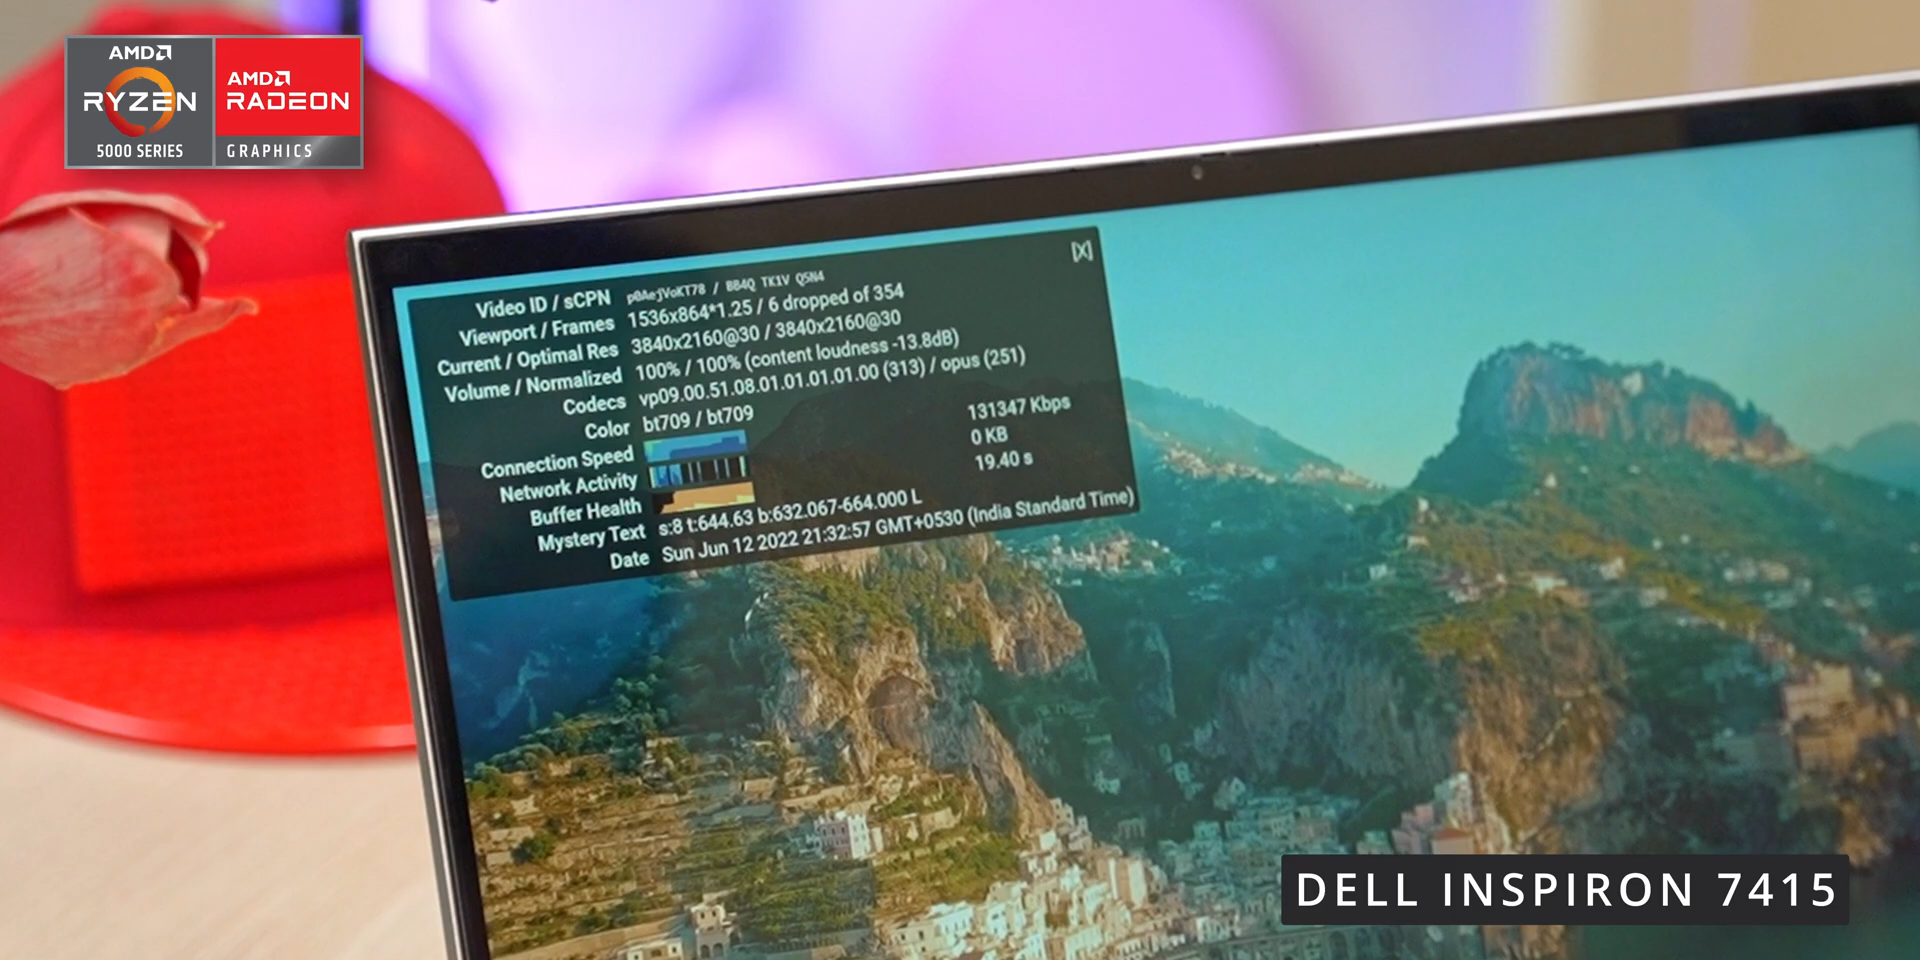 AMD
RYZEN
5000 SERIES
AMD
RADEON
GRAPHICS
[X]
Video ID / sCPN p0AejVoKT78 / BB4Q TK1V Q5N4
Viewport / Frames 1536x864*1.25 / 6 dropped of 354
Current / Optimal Res 3840x2160@30 / 3840x2160@30
Volume / Normalized 100% / 100% (content loudness -13.8dB)
Codecs vp09.00.51.08.01.01.01.01.00 (313) / opus (251)
Color bt709 / bt709
Connection Speed 131347 Kbps
Network Activity 0 KB
Buffer Health 19.40 s
Mystery Text s:8 t:644.63 b:632.067-664.000 L
Date Sun Jun 12 2022 21:32:57 GMT+0530 (India Standard Time)
DELL INSPIRON 7415